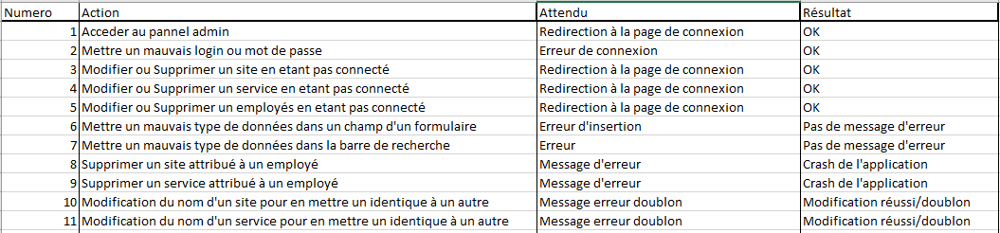 Numero Action Attendu Résultat
1 Acceder au pannel admin Redirection à la page de connexion OK
2 Mettre un mauvais login ou mot de passe Erreur de connexion OK
3 Modifier ou Supprimer un site en etant pas connecté Redirection à la page de connexion OK
4 Modifier ou Supprimer un service en etant pas connecté Redirection à la page de connexion OK
5 Modifier ou Supprimer un employés en etant pas connecté Redirection à la page de connexion OK
6 Mettre un mauvais type de données dans un champ d'un formulaire Erreur d'insertion Pas de message d'erreur
7 Mettre un mauvais type de données dans la barre de recherche Erreur Pas de message d'erreur
8 Supprimer un site attribué à un employé Message d'erreur Crash de l'application
9 Supprimer un service attribué à un employé Message d'erreur Crash de l'application
10 Modification du nom d'un site pour en mettre un identique à un autre Message erreur doublon Modification réussi/doublon
11 Modification du nom d'un service pour en mettre un identique à un autre Message erreur doublon Modification réussi/doublon